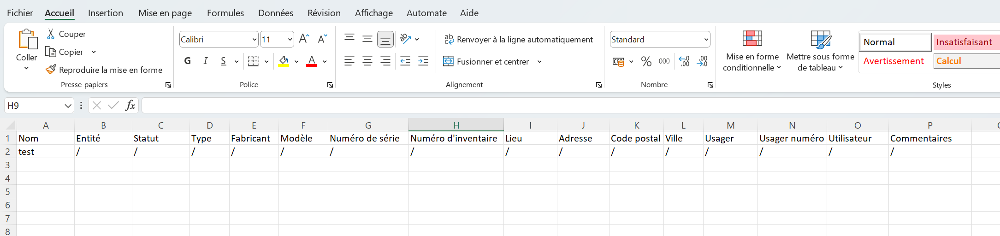 Fichier Accueil Insertion Mise en page Formules Données Révision Affichage Automate Aide
Coller
Couper
Copier
Reproduire la mise en forme
Presse-papiers
Calibri 11 A A
G I S A
Police
ab
Renvoyer à la ligne automatiquement
Fusionner et centrer
Alignement
Standard
% 000 ,00 ,00
Nombre
Mise en forme
conditionnelle
Mettre sous forme
de tableau
Normal Insatisfaisant
Avertissement Calcul
Styles
H9 fx
A B C D E F G H I J K L M N O P
1 Nom Entité Statut Type Fabricant Modèle Numéro de série Numéro d'inventaire Lieu Adresse Code postal Ville Usager Usager numéro Utilisateur Commentaires
2 test / / / / / / / / / / / / / / /
3
4
5
6
7
8